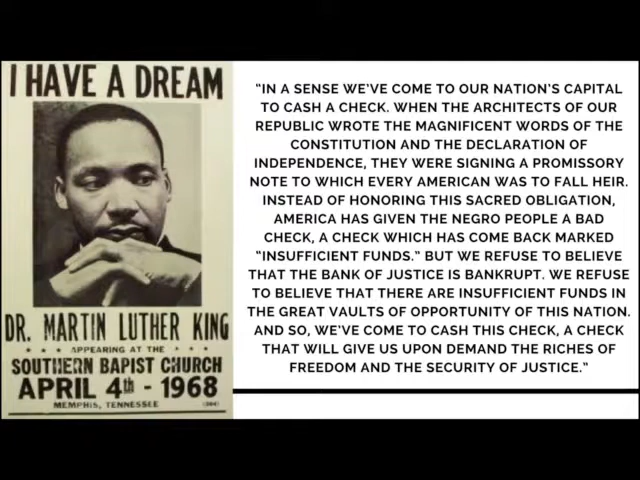 I HAVE A DREAM
DR. MARTIN LUTHER KING
APPEARING AT THE
SOUTHERN BAPIST CHURCH
APRIL 4th - 1968
MEMPHIS, TENNESSEE
"IN A SENSE WE'VE COME TO OUR NATION'S CAPITAL
TO CASH A CHECK. WHEN THE ARCHITECTS OF OUR
REPUBLIC WROTE THE MAGNIFICENT WORDS OF THE
CONSTITUTION AND THE DECLARATION OF
INDEPENDENCE, THEY WERE SIGNING A PROMISSORY
NOTE TO WHICH EVERY AMERICAN WAS TO FALL HEIR.
INSTEAD OF HONORING THIS SACRED OBLIGATION,
AMERICA HAS GIVEN THE NEGRO PEOPLE A BAD
CHECK, A CHECK WHICH HAS COME BACK MARKED
"INSUFFICIENT FUNDS." BUT WE REFUSE TO BELIEVE
THAT THE BANK OF JUSTICE IS BANKRUPT. WE REFUSE
TO BELIEVE THAT THERE ARE INSUFFICIENT FUNDS IN
THE GREAT VAULTS OF OPPORTUNITY OF THIS NATION.
AND SO, WE'VE COME TO CASH THIS CHECK, A CHECK
THAT WILL GIVE US UPON DEMAND THE RICHES OF
FREEDOM AND THE SECURITY OF JUSTICE."